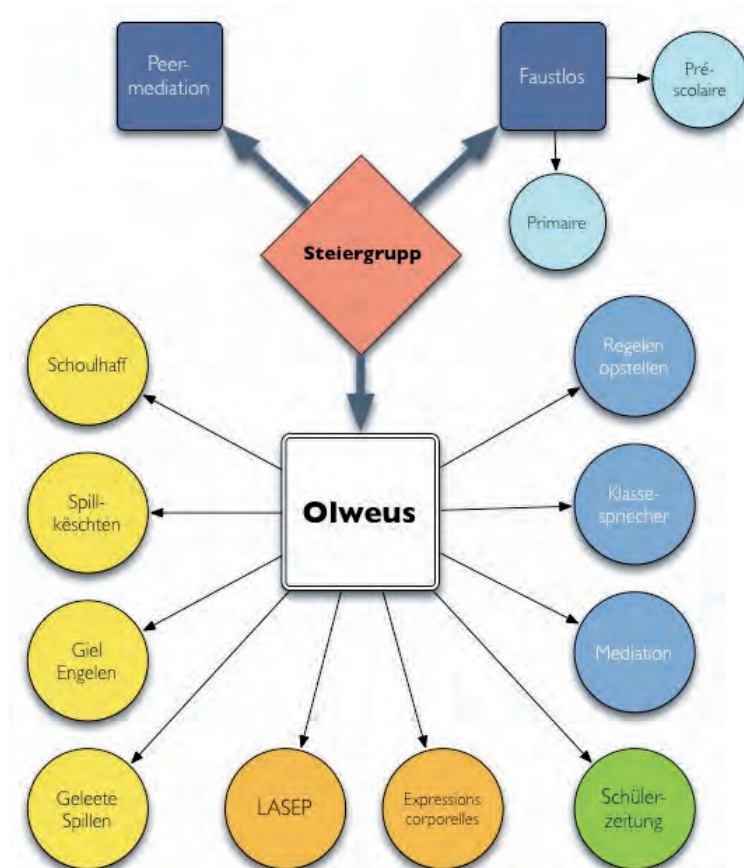 Peer-
mediation
Faustlos
Pré-
scolaire
Primaire
Steiergrupp
Schoulhaff
Regelen
opstellen
Spill-
këschten
Olweus
Klasse-
spriecher
Giel
Engelen
Mediation
Geleete
Spillen
LASEP
Expressions
corporelles
Schüler-
zeitung